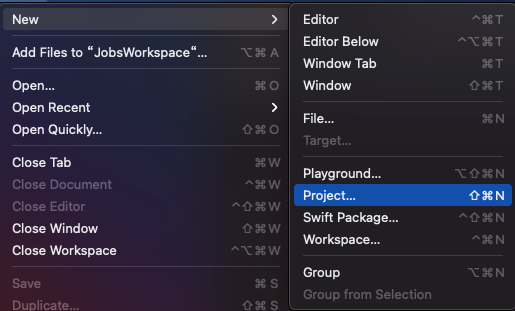 New >
Add Files to “JobsWorkspace“... ⌥⌘A
Open... ⌘O
Open Recent >
Open Quickly... ⇧⌘O
Close Tab ⌘W
Close Document ⌃⌘W
Close Editor ⌃⇧⌘W
Close Window ⇧⌘W
Close Workspace ⌃⌥⌘W
Save ⌘S
Duplicate... ⇧⌘S
Editor ⌃⌘T
Editor Below ⌃⌥⌘T
Window Tab ⌘T
Window ⇧⌘T
File... ⌘N
Target...
Playground... ⌥⇧⌘N
Project... ⇧⌘N
Swift Package... ⌃⇧⌘N
Workspace... ⌃⌘N
Group ⌥⌘N
Group from Selection